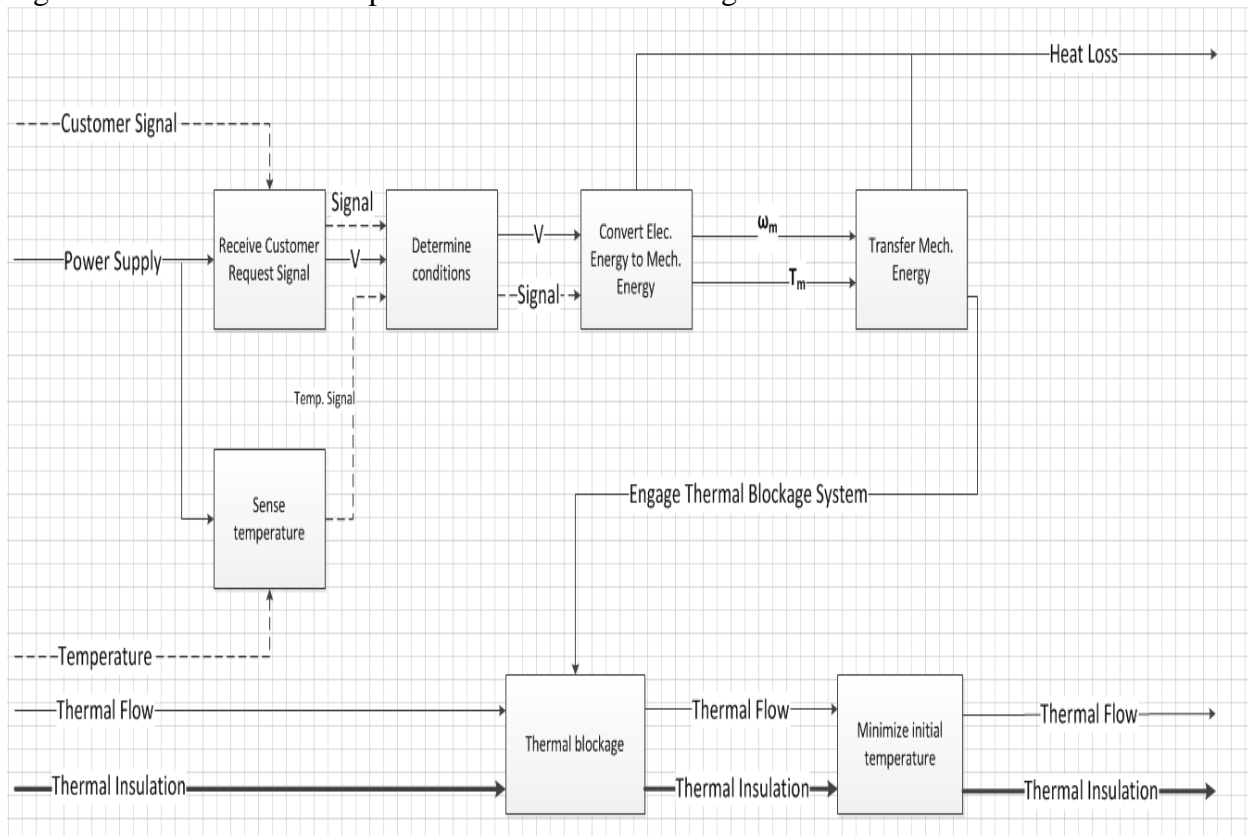 Heat Loss
Customer Signal
Signal
Receive Customer
Request Signal
Power Supply
V
Determine
conditions
V
Signal
Convert Elec.
Energy to Mech.
Energy
ωm
Tm
Transfer Mech.
Energy
Temp. Signal
Sense
temperature
Engage Thermal Blockage System
Temperature
Thermal Flow
Thermal Insulation
Thermal blockage
Thermal Flow
Thermal Insulation
Minimize initial
temperature
Thermal Flow
Thermal Insulation